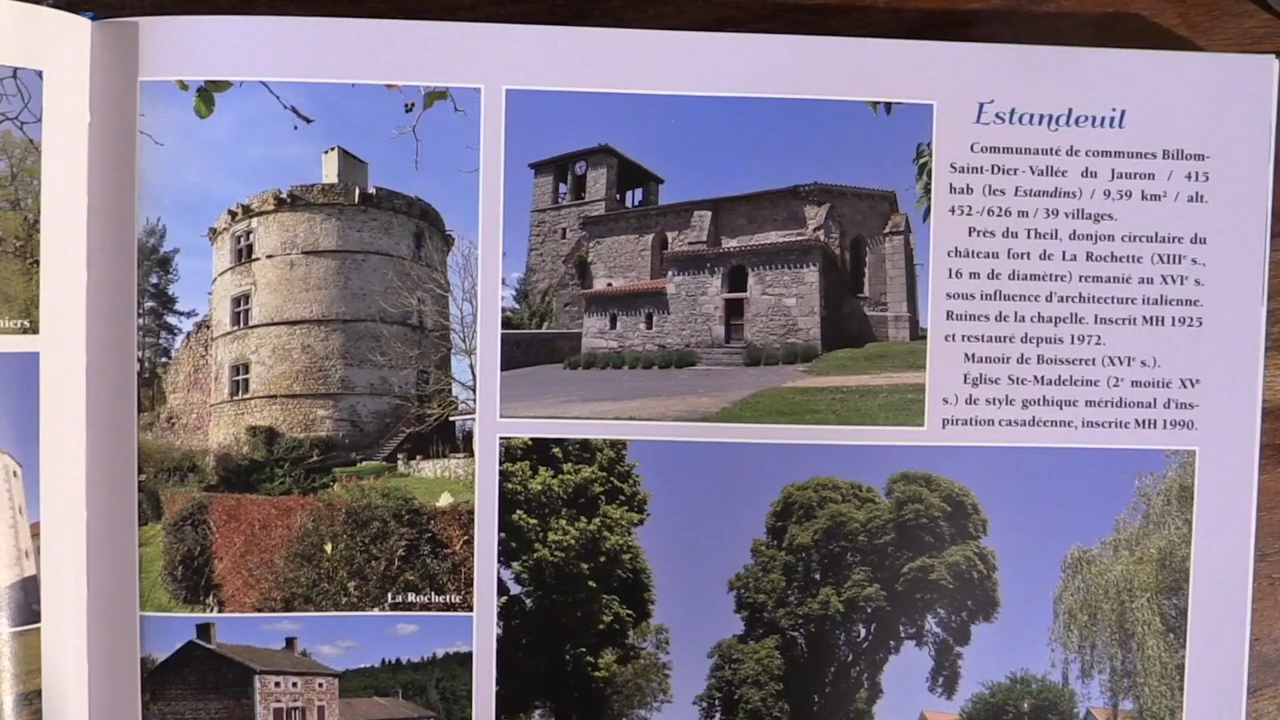 niers
La Rochette
Estandeuil
Communauté de communes Billom-
Saint-Dier-Vallée du Jauron / 415
hab (les Estandins) / 9,59 km² / alt.
452-/626 m / 39 villages.
Près du Theil, donjon circulaire du
château fort de La Rochette (XIIIᵉ s.,
16 m de diamètre) remanié au XVIᵉ s.
sous influence d'architecture italienne.
Ruines de la chapelle. Inscrit MH 1925
et restauré depuis 1972.
Manoir de Boisseret (XVIᵉ s.).
Église Ste-Madeleine (2ᵉ moitié XVᵉ
s.) de style gothique méridional d'ins-
piration casadéenne, inscrite MH 1990.